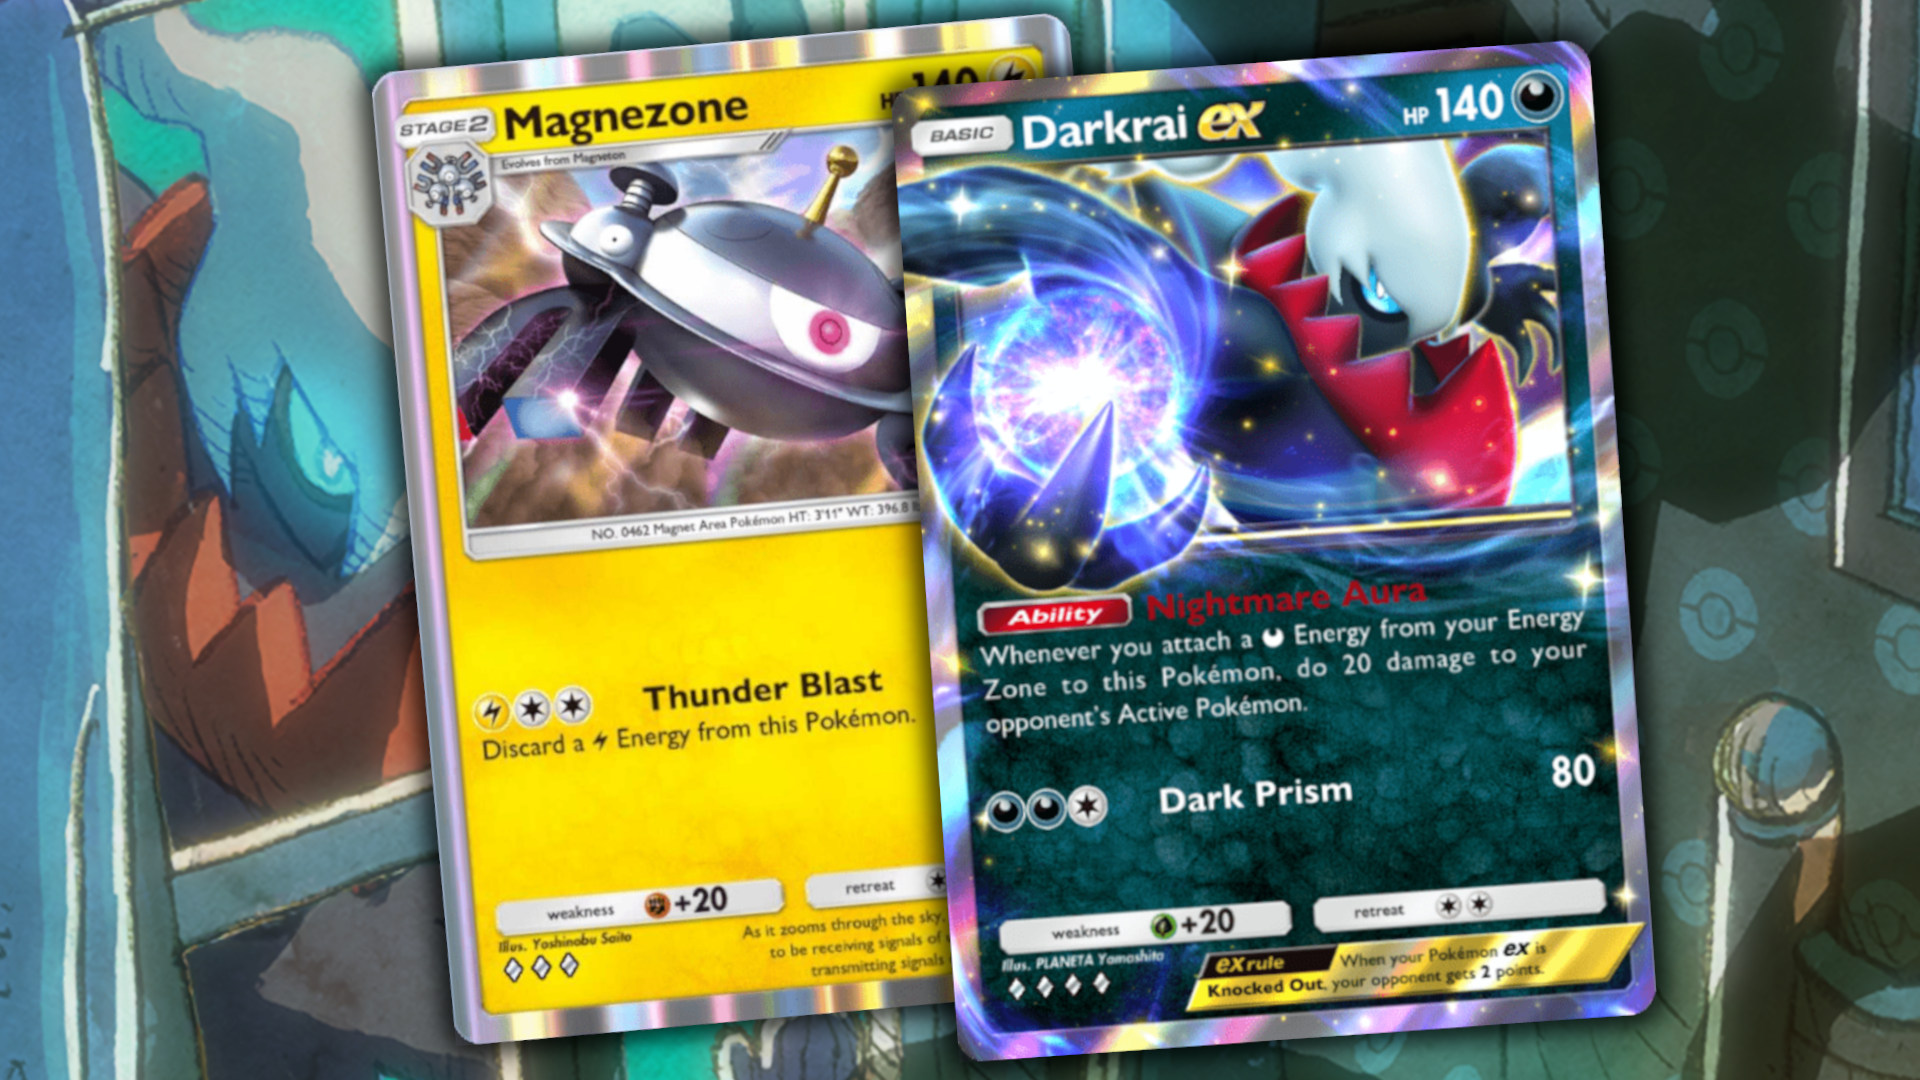 STAGE 2
Magnezone
HP 140
Evolves from Magneton
NO. 0462 Magnet Area Pokémon HT: 3'11" WT: 396.8
Thunder Blast
Discard a Energy from this Pokémon.
weakness +20
retreat
Illus. Yoshinobu Saito
As it zooms through the sky,
to be receiving signals of
transmitting signals
BASIC
Darkrai ex
HP 140
Ability Nightmare Aura
Whenever you attach a Energy from your Energy
Zone to this Pokémon, do 20 damage to your
opponent's Active Pokémon.
Dark Prism 80
weakness +20
retreat
Illus. PLANETA Yamashita
ex rule
When your Pokémon ex is
Knocked Out, your opponent gets 2 points.